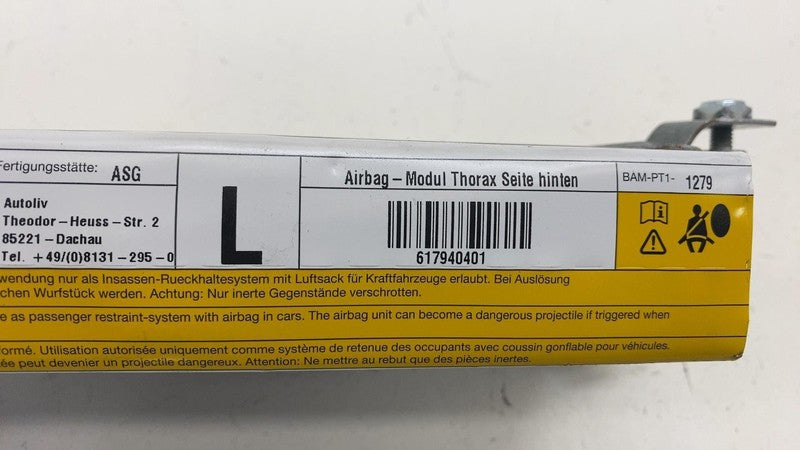 Fertigungsstätte: ASG
Autoliv
Theodor-Heuss-Str. 2
85221-Dachau
Tel. +49/(0)8131-295-0
L
Airbag-Modul Thorax Seite hinten
617940401
BAM-PT1- 1279
wendung nur als Insassen-Rueckhaltesystem mit Luftsack für Kraftfahrzeuge erlaubt. Bei Auslösung
chen Wurfstück werden. Achtung: Nur inerte Gegenstände verschrotten.
e as passenger restraint-system with airbag in cars. The airbag unit can become a dangerous projectile if triggered when
ormé. Utilisation autorisée uniquement comme système de retenue des occupants avec coussin gonflable pour véhicules.
tée peut devenir un projectile dangereux. Attention: Ne mettre au rebut que des pièces inertes.